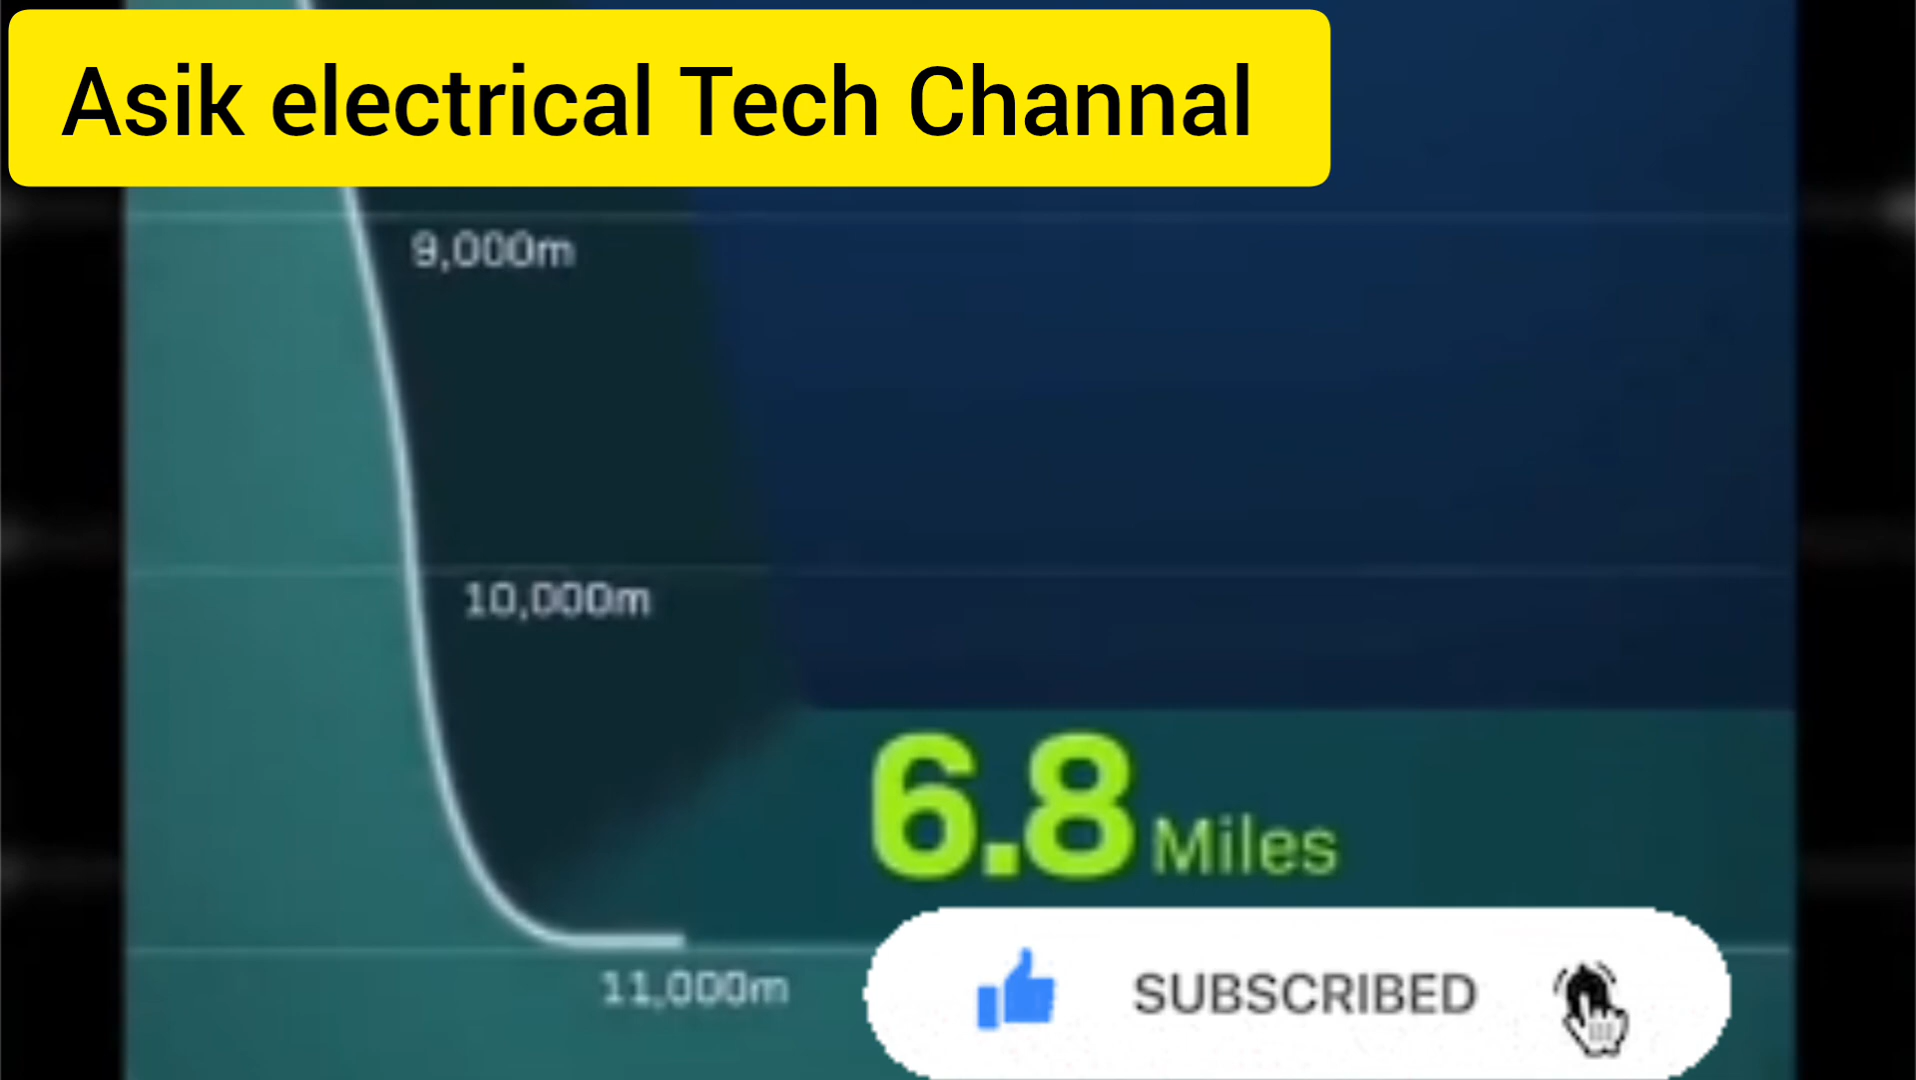 Asik electrical Tech Channal
9,000m
10,000m
6.8 Miles
11,000m
SUBSCRIBED